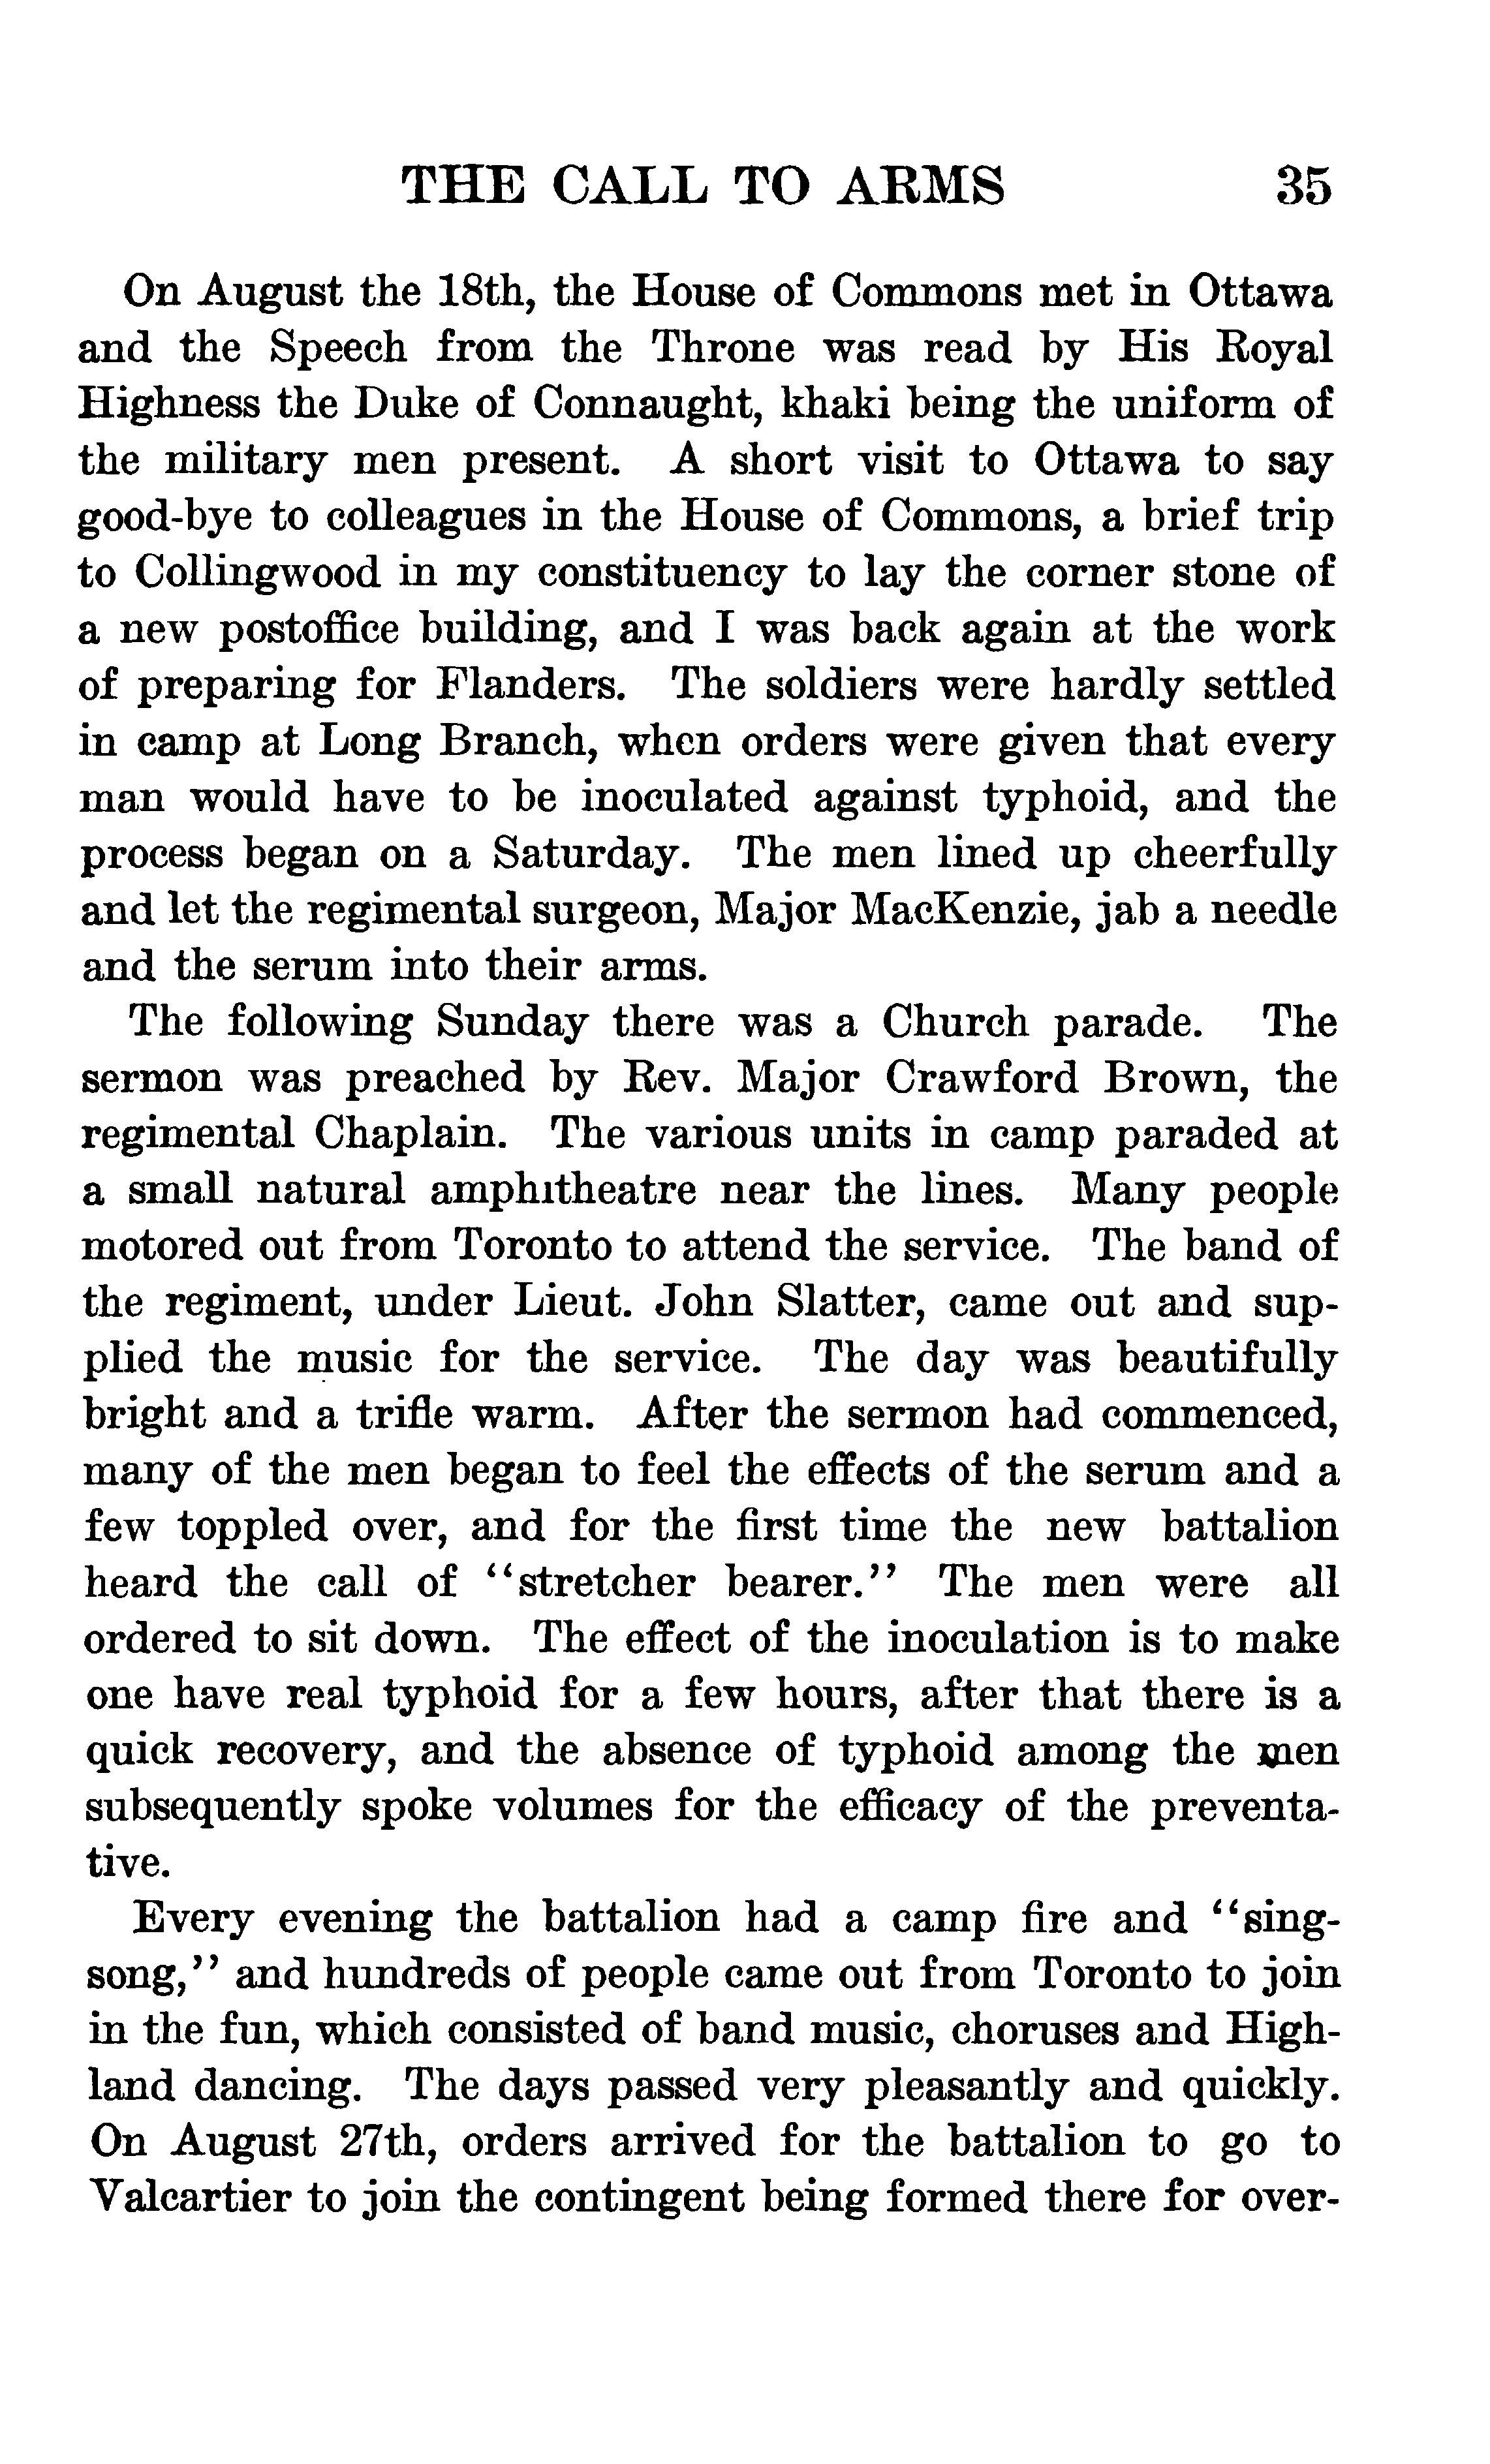 THE CALL TO ARMS 35
On August the 18th, the House of Commons met in Ottawa
and the Speech from the Throne was read by His Royal
Highness the Duke of Connaught, khaki being the uniform of
the military men present. A short visit to Ottawa to say
good-bye to colleagues in the House of Commons, a brief trip
to Collingwood in my constituency to lay the corner stone of
a new postoffice building, and I was back again at the work
of preparing for Flanders. The soldiers were hardly settled
in camp at Long Branch, when orders were given that every
man would have to be inoculated against typhoid, and the
process began on a Saturday. The men lined up cheerfully
and let the regimental surgeon, Major MacKenzie, jab a needle
and the serum into their arms.
The following Sunday there was a Church parade. The
sermon was preached by Rev. Major Crawford Brown, the
regimental Chaplain. The various units in camp paraded at
a small natural amphitheatre near the lines. Many people
motored out from Toronto to attend the service. The band of
the regiment, under Lieut. John Slatter, came out and sup-
plied the music for the service. The day was beautifully
bright and a trifle warm. After the sermon had commenced,
many of the men began to feel the effects of the serum and a
few toppled over, and for the first time the new battalion
heard the call of "stretcher bearer." The men were all
ordered to sit down. The effect of the inoculation is to make
one have real typhoid for a few hours, after that there is a
quick recovery, and the absence of typhoid among the men
subsequently spoke volumes for the efficacy of the preventa-
tive.
Every evening the battalion had a camp fire and "sing-
song," and hundreds of people came out from Toronto to join
in the fun, which consisted of band music, choruses and High-
land dancing. The days passed very pleasantly and quickly.
On August 27th, orders arrived for the battalion to go to
Valcartier to join the contingent being formed there for over-